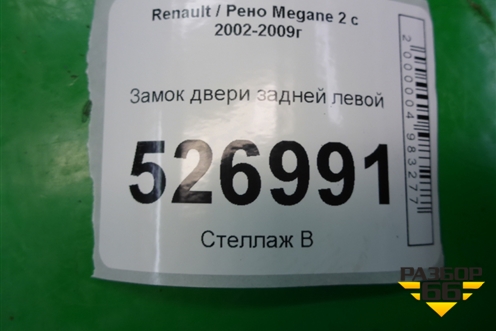 Renault / Рено Megane 2 с
2002-2009г
Замок двери задней левой
526991
Стеллаж В
2000004983277
РАЗБОР
66